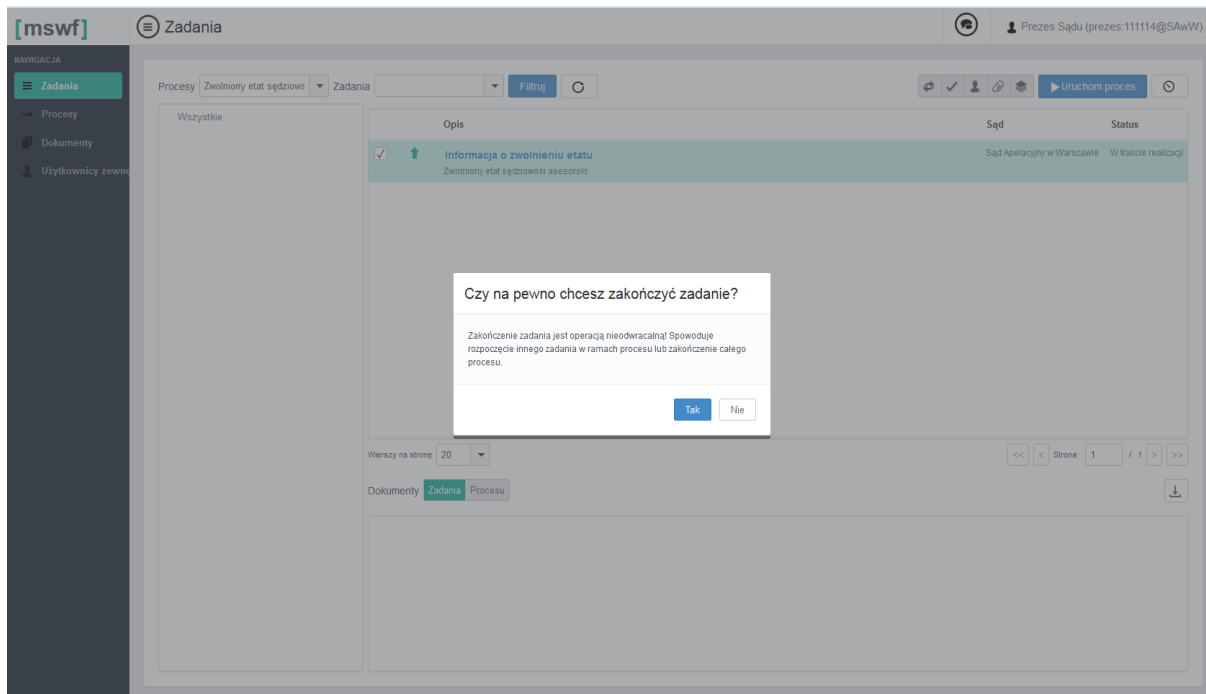 [mswf]
Zadania
Prezes Sądu (prezes:111114@SAwW)
NAWIGACJA
Zadania
Procesy
Dokumenty
Użytkownicy zewnę
Procesy Zwolniony etat sędziows Zadania Filtruj Uruchom proces
Wszystkie
Opis Sąd Status
Informacja o zwolnieniu etatu Sąd Apelacyjny w Warszawie W trakcie realizacji
Zwolniony etat sędziowski asesorski
Czy na pewno chcesz zakończyć zadanie?
Zakończenie zadania jest operacją nieodwracalną! Spowoduje
rozpoczęcie innego zadania w ramach procesu lub zakończenie całego
procesu.
Tak Nie
Wierszy na stronę 20 << < Strona: 1 / 1 > >>
Dokumenty Zadania Procesu